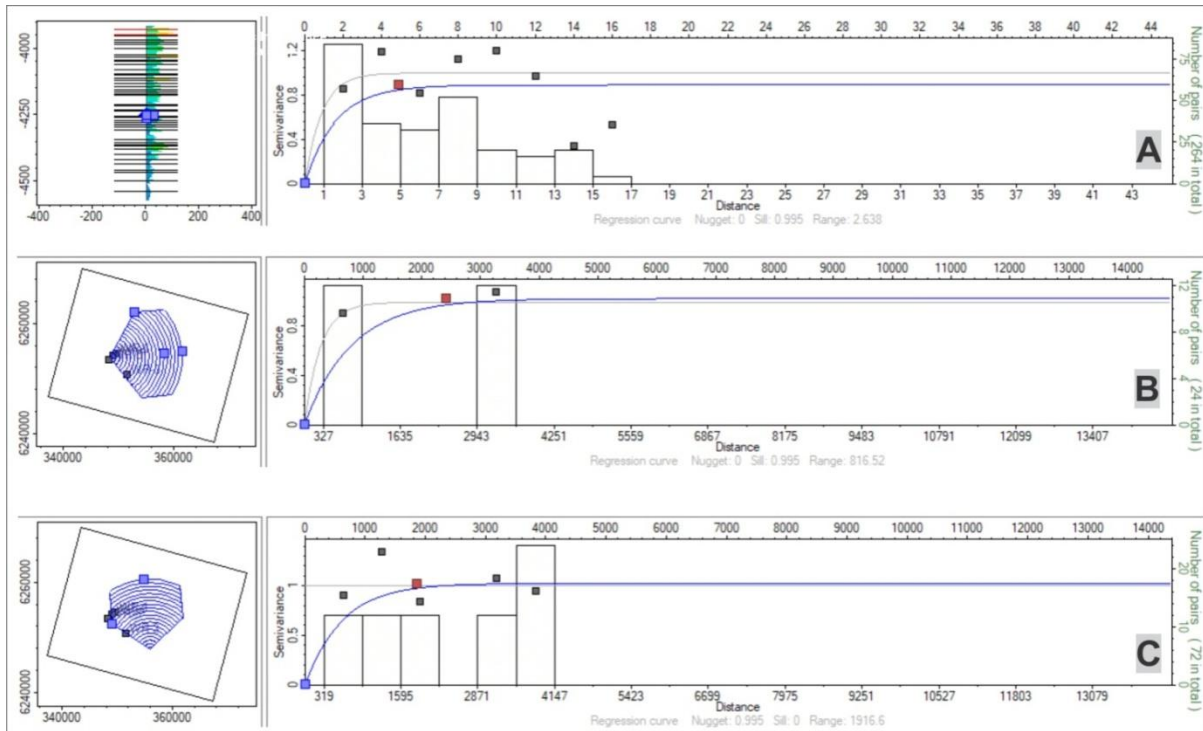 0 2 4 6 8 10 12 14 16 18 20 22 24 26 28 30 32 34 36 38 40 42 44
-4000
-4250
-4500
-400 -200 0 200 400
1.2
0.8
0.4
0
Semivariance
75
50
25
0
Number of pairs ( 264 in total )
A
1 3 5 7 9 11 13 15 17 19 21 23 25 27 29 31 33 35 37 39 41 43
Distance
Regression curve Nugget: 0 Sill: 0.995 Range: 2.638
0 1000 2000 3000 4000 5000 6000 7000 8000 9000 10000 11000 12000 13000 14000
6260000
6240000
340000 360000
0.8
0.4
0
Semivariance
12
8
4
0
Number of pairs ( 24 in total )
B
327 1635 2943 4251 5559 6867 8175 9483 10791 12099 13407
Distance
Regression curve Nugget: 0 Sill: 0.995 Range: 816.52
0 1000 2000 3000 4000 5000 6000 7000 8000 9000 10000 11000 12000 13000 14000
6260000
6240000
340000 360000
1
0.5
0
Semivariance
20
10
0
Number of pairs ( 72 in total )
C
319 1595 2871 4147 5423 6699 7975 9251 10527 11803 13079
Distance
Regression curve Nugget: 0.995 Sill: 0 Range: 1916.6